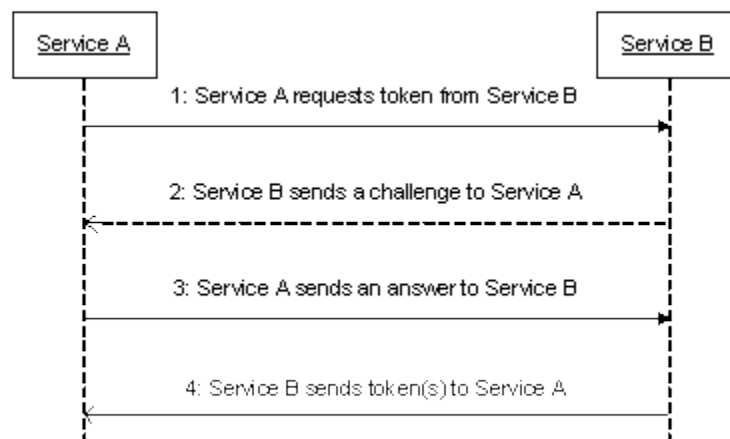 Service A
Service B
1: Service A requests token from Service B
2: Service B sends a challenge to Service A
3: Service A sends an answer to Service B
4: Service B sends token(s) to Service A